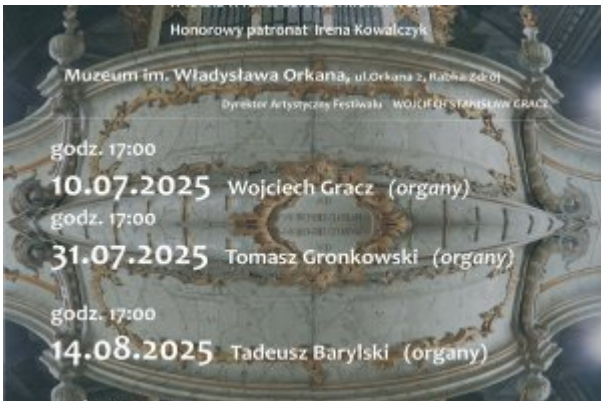 Honorowy patronat Irena Kowalczyk
Muzeum im. Władysława Orkana, ul.Orkana 2, Rabka Zdrój
Dyrektor Artystyczny Festiwalu WOJCIECH STANISŁAW GRACZ
godz. 17:00
10.07.2025 Wojciech Gracz (organy)
godz. 17:00
31.07.2025 Tomasz Gronkowski (organy)
godz. 17:00
14.08.2025 Tadeusz Barylski (organy)